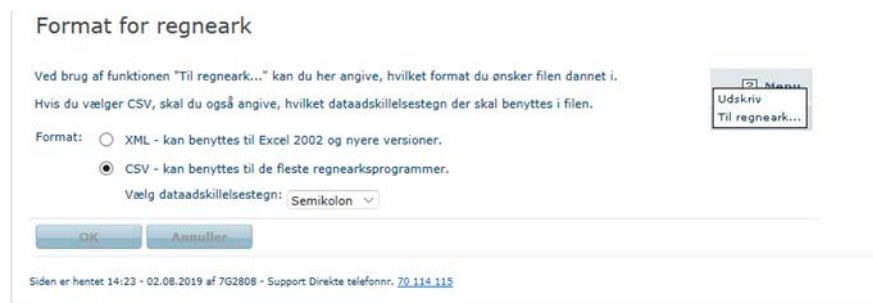 Format for regneark
Ved brug af funktionen "Til regneark..." kan du her angive, hvilket format du ønsker filen dannet i.
Hvis du vælger CSV, skal du også angive, hvilket dataadskillelsestegn der skal benyttes i filen.
Menu
Udskriv
Til regneark...
Format:
XML - kan benyttes til Excel 2002 og nyere versioner.
CSV - kan benyttes til de fleste regnearksprogrammer.
Vælg dataadskillelsestegn: Semikolon
OK Annuller
Siden er hentet 14:23 - 02.08.2019 af 7G2808 - Support Direkte telefonnr. 70 114 115